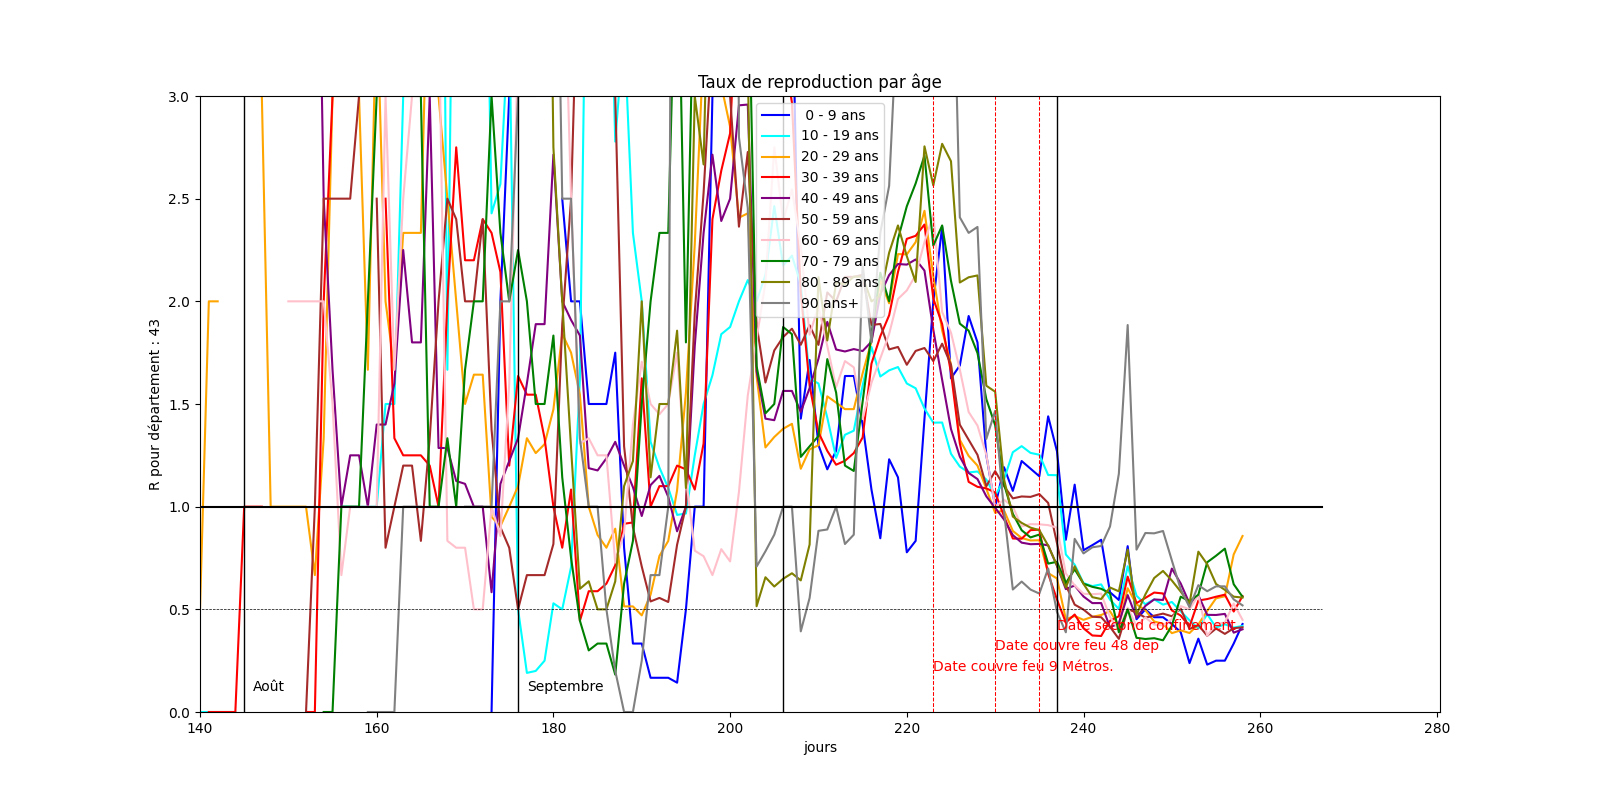 Taux de reproduction par âge
R pour département : 43
3.0
2.5
2.0
1.5
1.0
0.5
0.0
0 - 9 ans
10 - 19 ans
20 - 29 ans
30 - 39 ans
40 - 49 ans
50 - 59 ans
60 - 69 ans
70 - 79 ans
80 - 89 ans
90 ans+
Date second confinement
Date couvre feu 48 dep
Date couvre feu 9 Métros.
Août
Septembre
140
160
180
200
220
240
260
280
jours